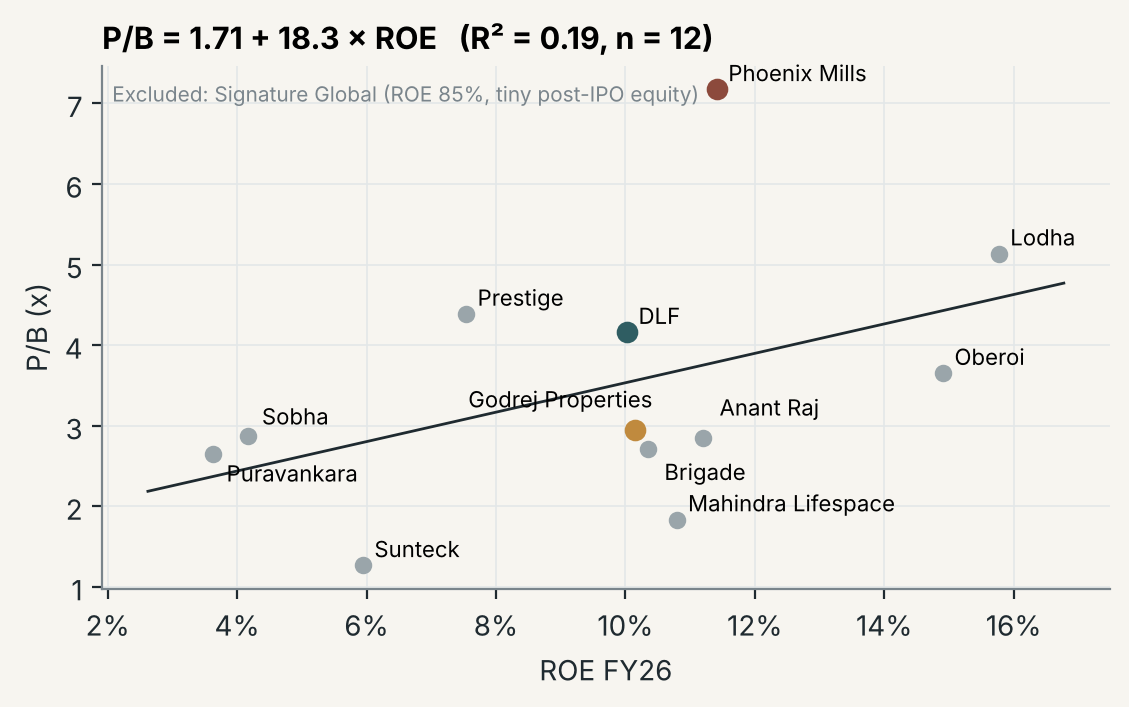 P/B = 1.71 + 18.3 × ROE (R² = 0.19, n = 12)
Phoenix Mills
Excluded: Signature Global (ROE 85%, tiny post-IPO equity)
7
6
Lodha
5
Prestige
DLF
4
Oberoi
P/B (x)
Godrej Properties
Anant Raj
Sobha
3
Puravankara
Brigade
Mahindra Lifespace
2
Sunteck
1
2% 4% 6% 8% 10% 12% 14% 16%
ROE FY26